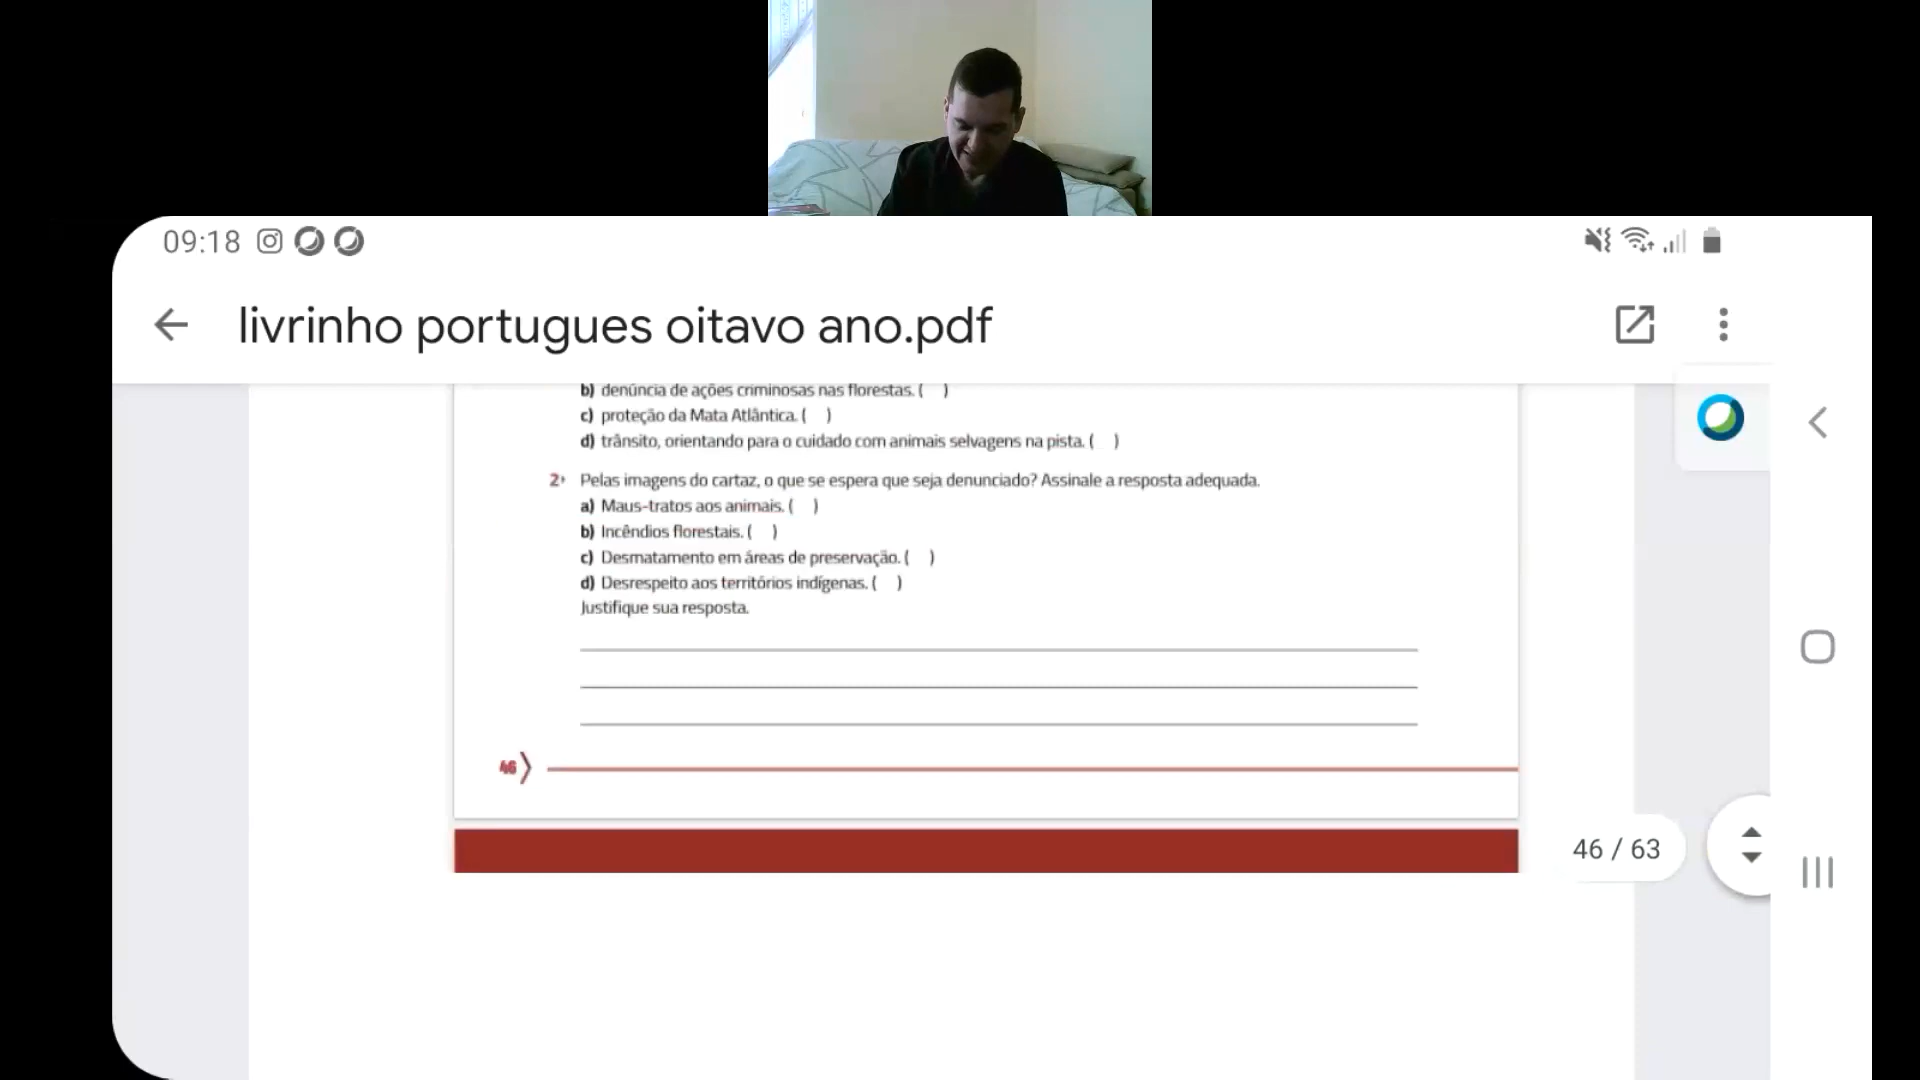 09:18
livrinho portugues oitavo ano.pdf
b) denúncia de ações criminosas nas florestas. ( )
c) proteção da Mata Atlântica. ( )
d) trânsito, orientando para o cuidado com animais selvagens na pista. ( )
2 Pelas imagens do cartaz, o que se espera que seja denunciado? Assinale a resposta adequada.
a) Maus-tratos aos animais. ( )
b) Incêndios florestais. ( )
c) Desmatamento em áreas de preservação. ( )
d) Desrespeito aos territórios indígenas. ( )
Justifique sua resposta.
46
46 / 63